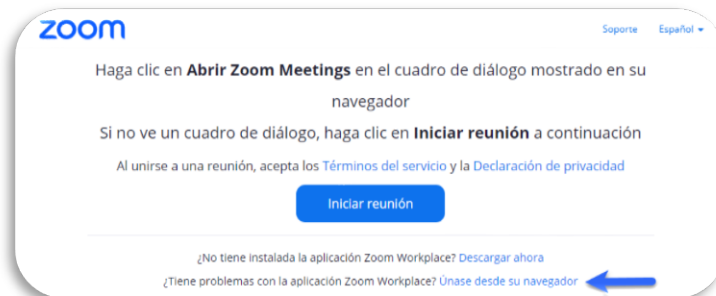 zoom
Soporte Español
Haga clic en Abrir Zoom Meetings en el cuadro de diálogo mostrado en su
navegador
Si no ve un cuadro de diálogo, haga clic en Iniciar reunión a continuación
Al unirse a una reunión, acepta los Términos del servicio y la Declaración de privacidad
Iniciar reunión
¿No tiene instalada la aplicación Zoom Workplace? Descargar ahora
¿Tiene problemas con la aplicación Zoom Workplace? Únase desde su navegador